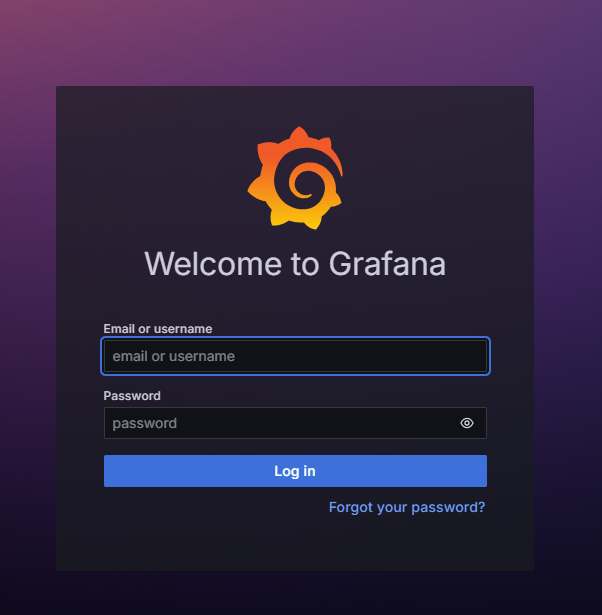 Welcome to Grafana
Email or username
email or username
Password
password
Log in
Forgot your password?